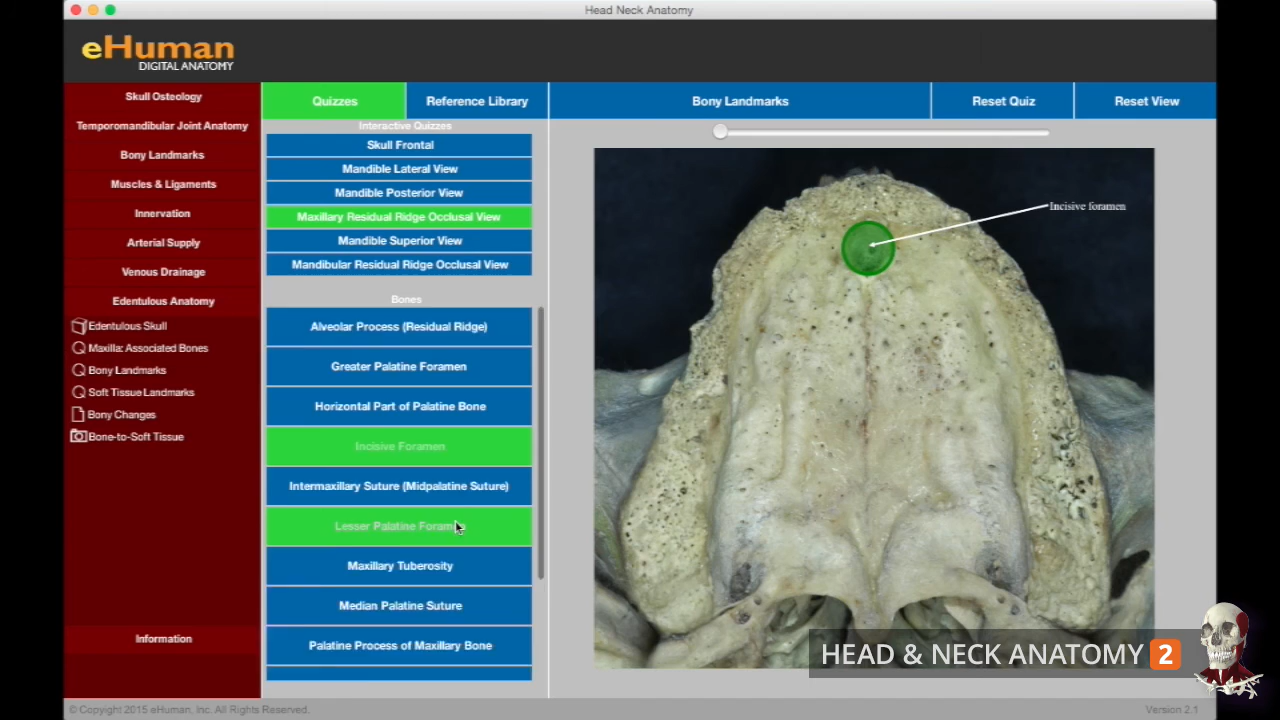 Head Neck Anatomy
eHuman
DIGITAL ANATOMY
Skull Osteology
Temporomandibular Joint Anatomy
Bony Landmarks
Muscles & Ligaments
Innervation
Arterial Supply
Venous Drainage
Edentulous Anatomy
Edentulous Skull
Maxilla: Associated Bones
Bony Landmarks
Soft Tissue Landmarks
Bony Changes
Bone-to-Soft Tissue
Information
Quizzes
Reference Library
Interactive Quizzes
Skull Frontal
Mandible Lateral View
Mandible Posterior View
Maxillary Residual Ridge Occlusal View
Mandible Superior View
Mandibular Residual Ridge Occlusal View
Bones
Alveolar Process (Residual Ridge)
Greater Palatine Foramen
Horizontal Part of Palatine Bone
Incisive Foramen
Intermaxillary Suture (Midpalatine Suture)
Lesser Palatine Foramen
Maxillary Tuberosity
Median Palatine Suture
Palatine Process of Maxillary Bone
Bony Landmarks
Reset Quiz
Reset View
Incisive foramen
HEAD & NECK ANATOMY 2
© Copyright 2015 eHuman, Inc. All Rights Reserved.
Version 2.1